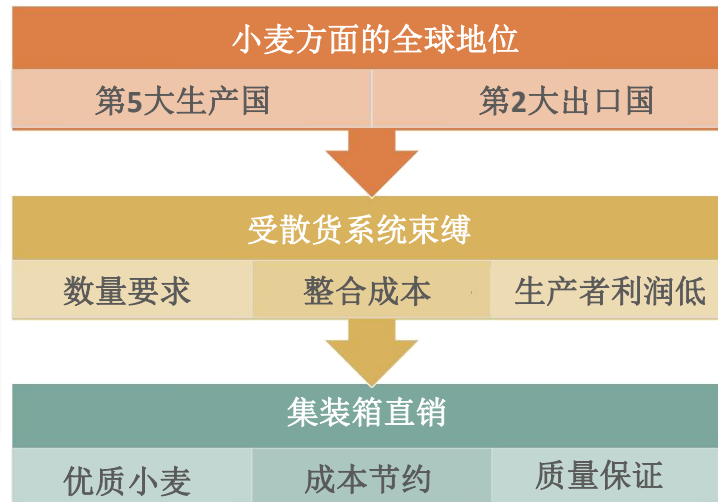 小麦方面的全球地位
第5大生产国 第2大出口国
受散货系统束缚
数量要求 整合成本 生产者利润低
集装箱直销
优质小麦 成本节约 质量保证